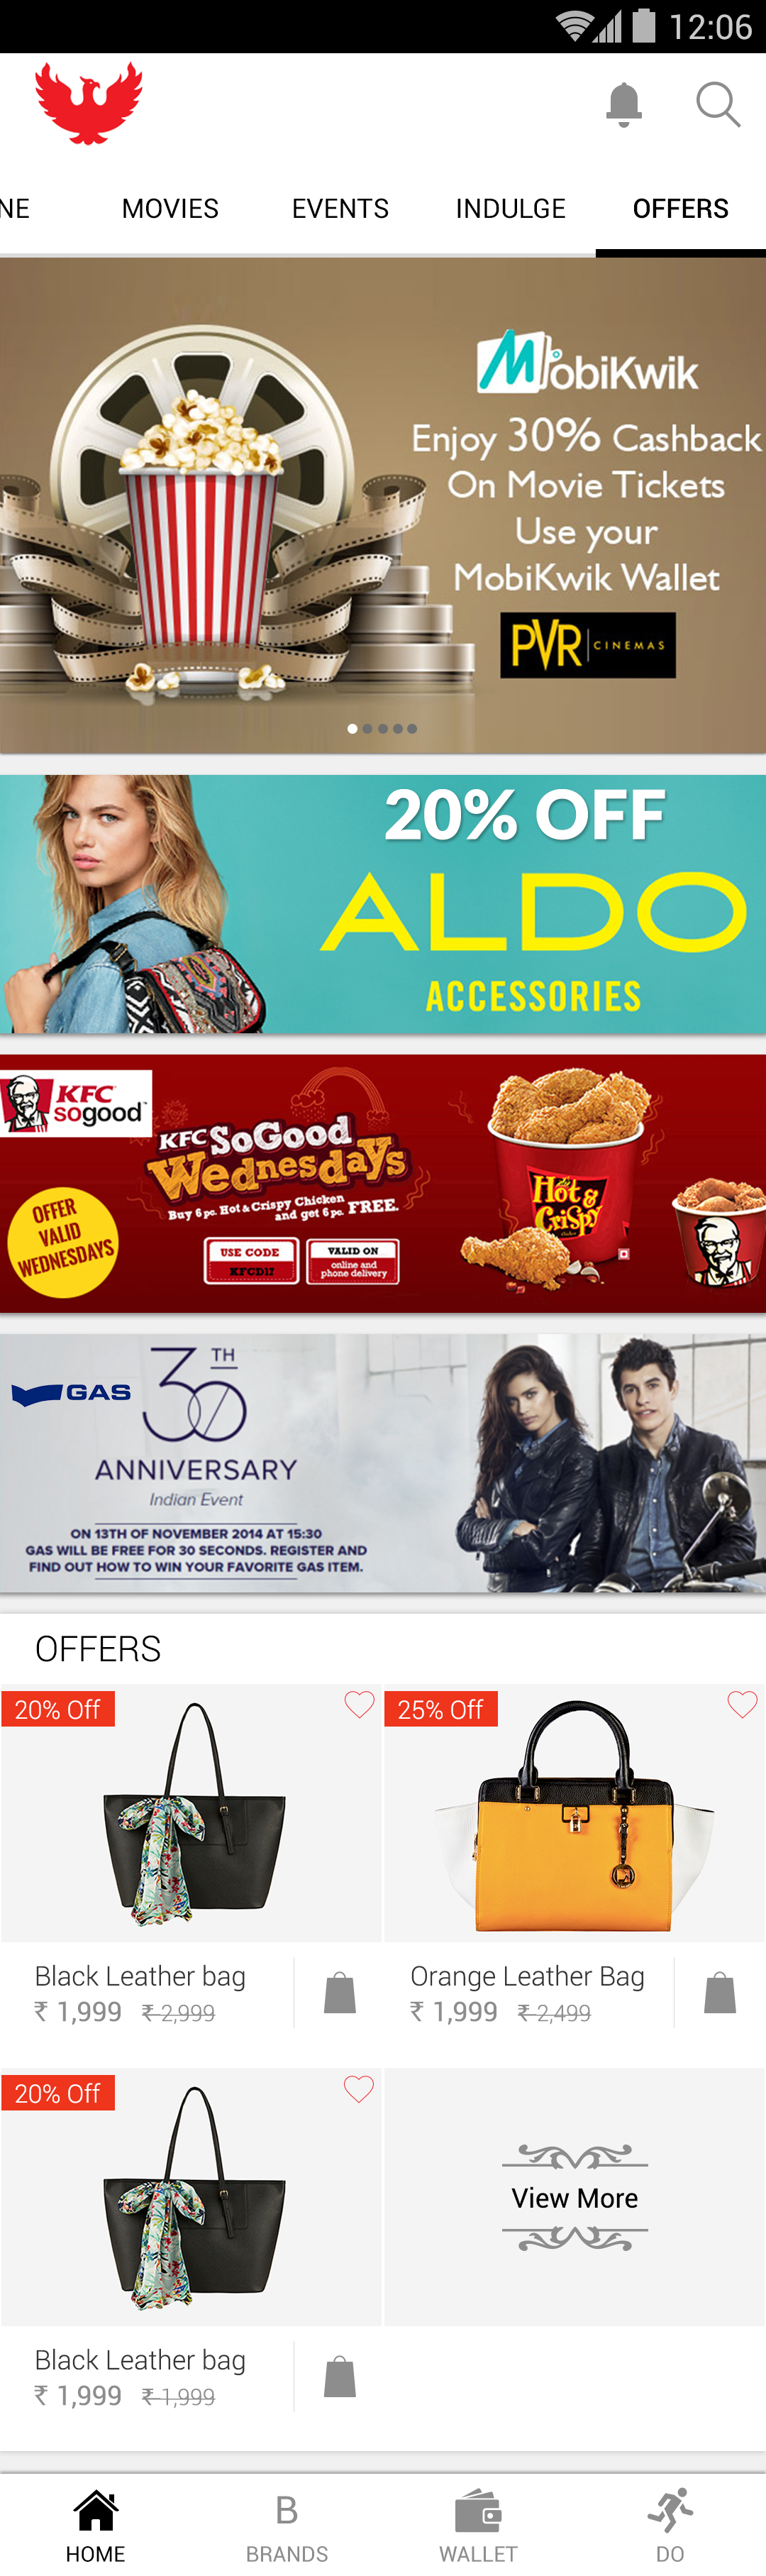 12:06
NE MOVIES EVENTS INDULGE OFFERS
MobiKwik
Enjoy 30% Cashback
On Movie Tickets
Use your
MobiKwik Wallet
PVR CINEMAS
20% OFF
ALDO
ACCESSORIES
KFC
sogood™
KFC SoGood
Wednesdays
Buy 6 pc. Hot & Crispy Chicken
and get 6 pc. FREE.
OFFER
VALID
WEDNESDAYS
USE CODE
KFCD17
VALID ON
online and
phone delivery
Hot &
Crispy
KFC
GAS
30TH
ANNIVERSARY
Indian Event
ON 13TH OF NOVEMBER 2014 AT 15:30
GAS WILL BE FREE FOR 30 SECONDS. REGISTER AND
FIND OUT HOW TO WIN YOUR FAVORITE GAS ITEM.
OFFERS
20% Off
25% Off
Black Leather bag
₹ 1,999 ₹ 2,999
Orange Leather Bag
₹ 1,999 ₹ 2,499
20% Off
View More
Black Leather bag
₹ 1,999 ₹ 1,999
B
HOME BRANDS WALLET DO